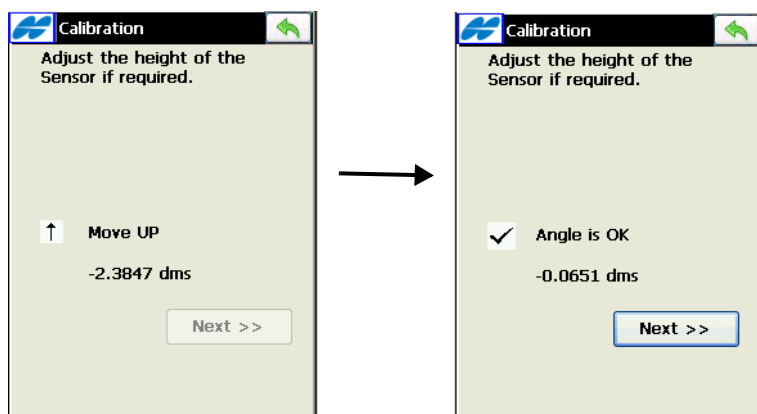 Calibration
Adjust the height of the
Sensor if required.
↑ Move UP
-2.3847 dms
Next >>
Calibration
Adjust the height of the
Sensor if required.
✓ Angle is OK
-0.0651 dms
Next >>